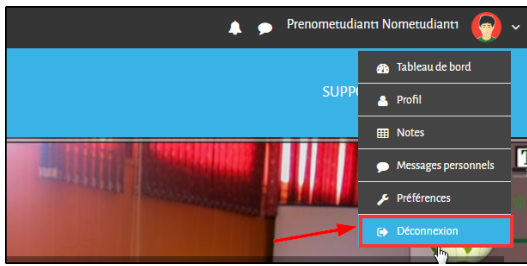 Prenometudiant1 Nometudiant1
Tableau de bord
SUPP
Profil
Notes
Messages personnels
Préférences
Déconnexion